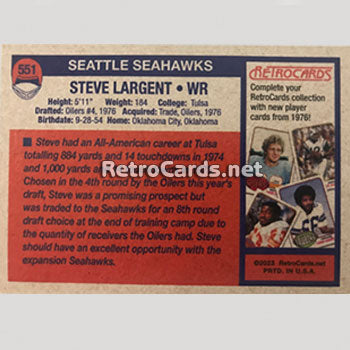 551
SEATTLE SEAHAWKS
STEVE LARGENT • WR
Height: 5'11" Weight: 184 College: Tulsa
Drafted: Oilers #4, 1976 Acquired: Trade, Oilers, 1976
Birthdate: 9-28-54 Home: Oklahoma City, Oklahoma
Steve had an All-American career at Tulsa
totalling 884 yards and 14 touchdowns in 1974
and 1,000 yards
Chosen in the 4th round by the Oilers this year's
draft, Steve was a promising prospect but
was traded to the Seahawks for an 8th round
draft choice at the end of training camp due to
the quantity of receivers the Oilers had. Steve
should have an excellent opportunity with the
expansion Seahawks.
RETROCARDS
Complete your
RetroCards collection
with new player
cards from 1976!
©2023 RetroCards.net
PRTD. IN U.S.A.
RetroCards.net